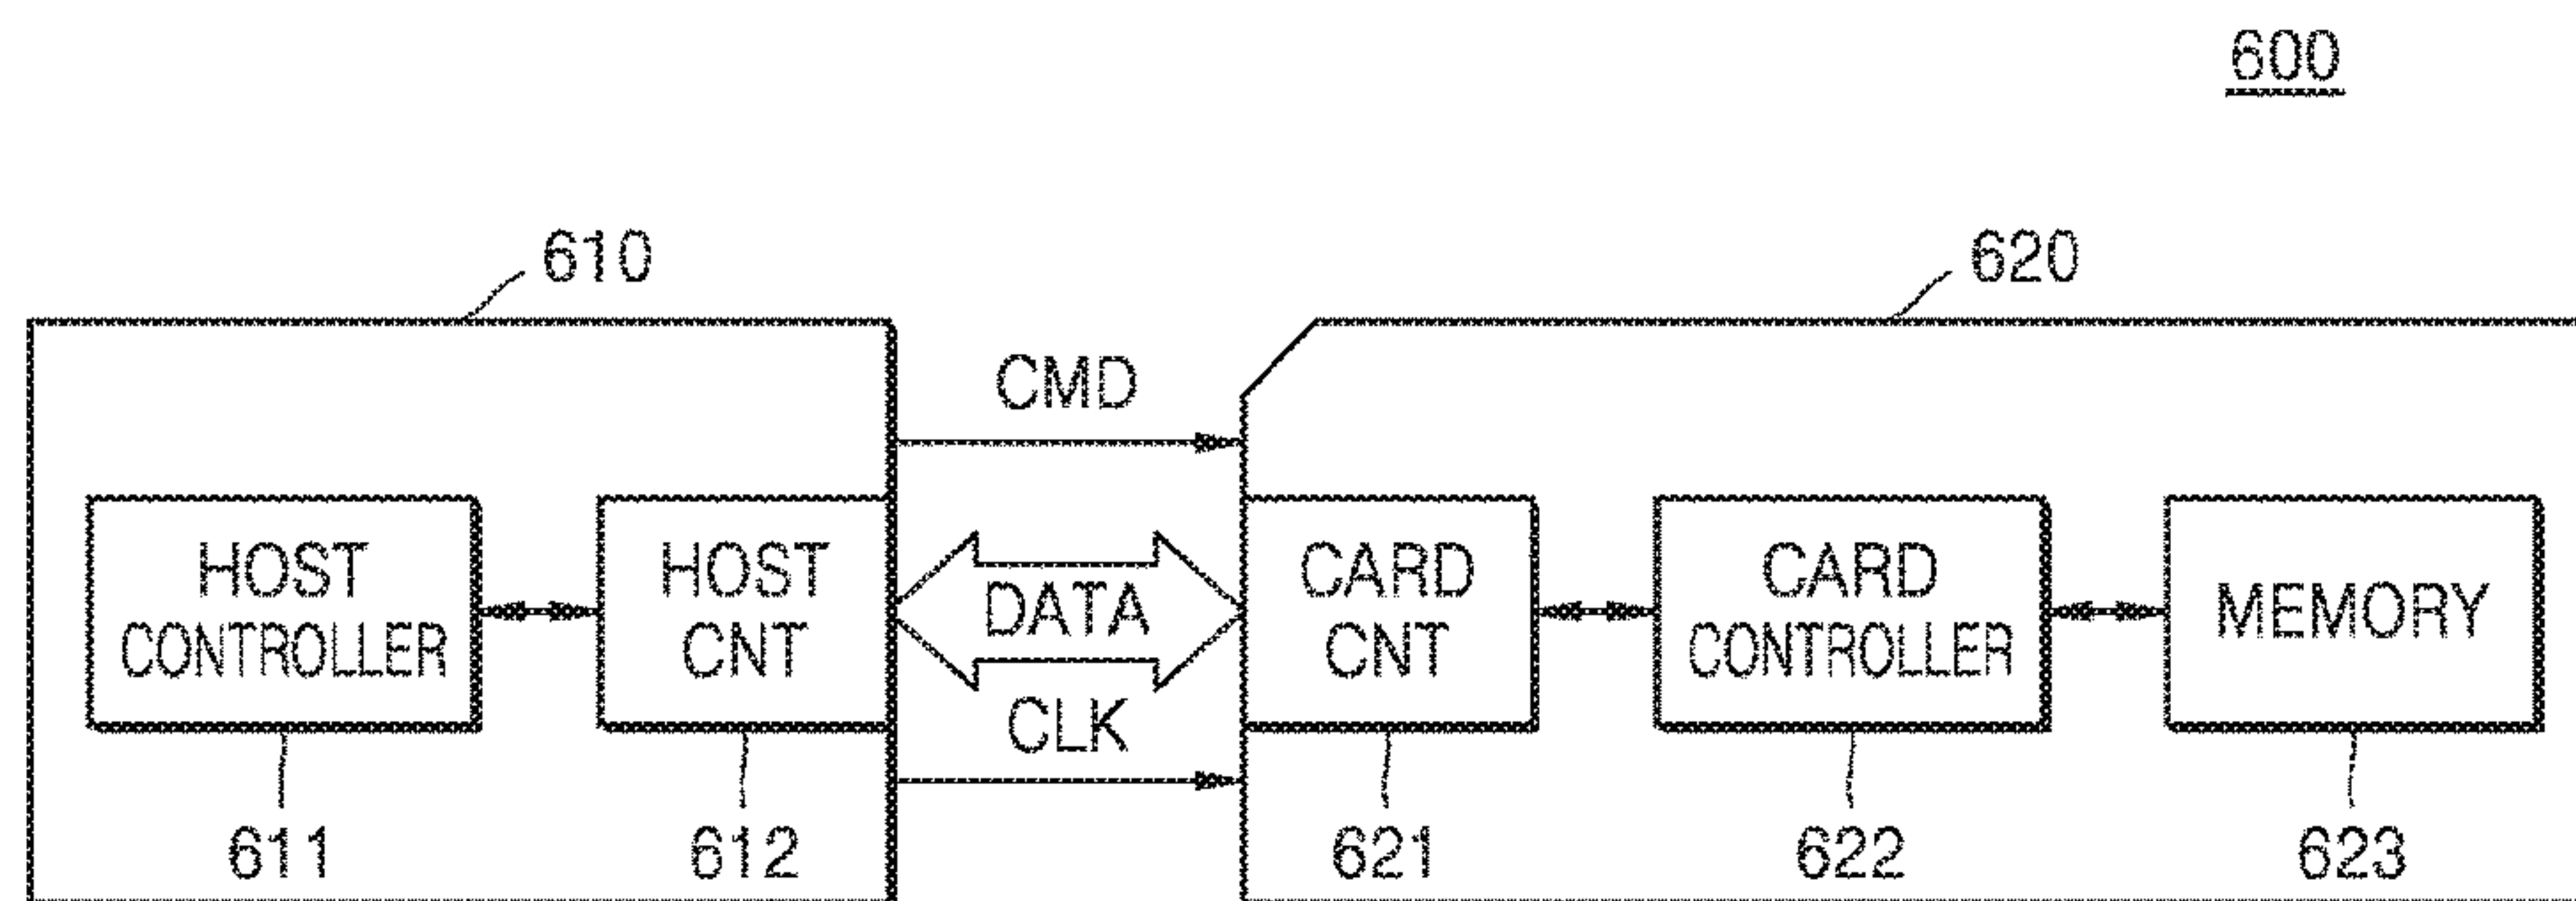 600
610
620
CMD
HOST
CONTROLLER
HOST
CNT
DATA
CARD
CNT
CARD
CONTROLLER
MEMORY
CLK
611
612
621
622
623